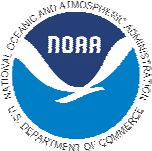 NATIONAL OCEANIC AND ATMOSPHERIC ADMINISTRATION
NOAA
U.S. DEPARTMENT OF COMMERCE